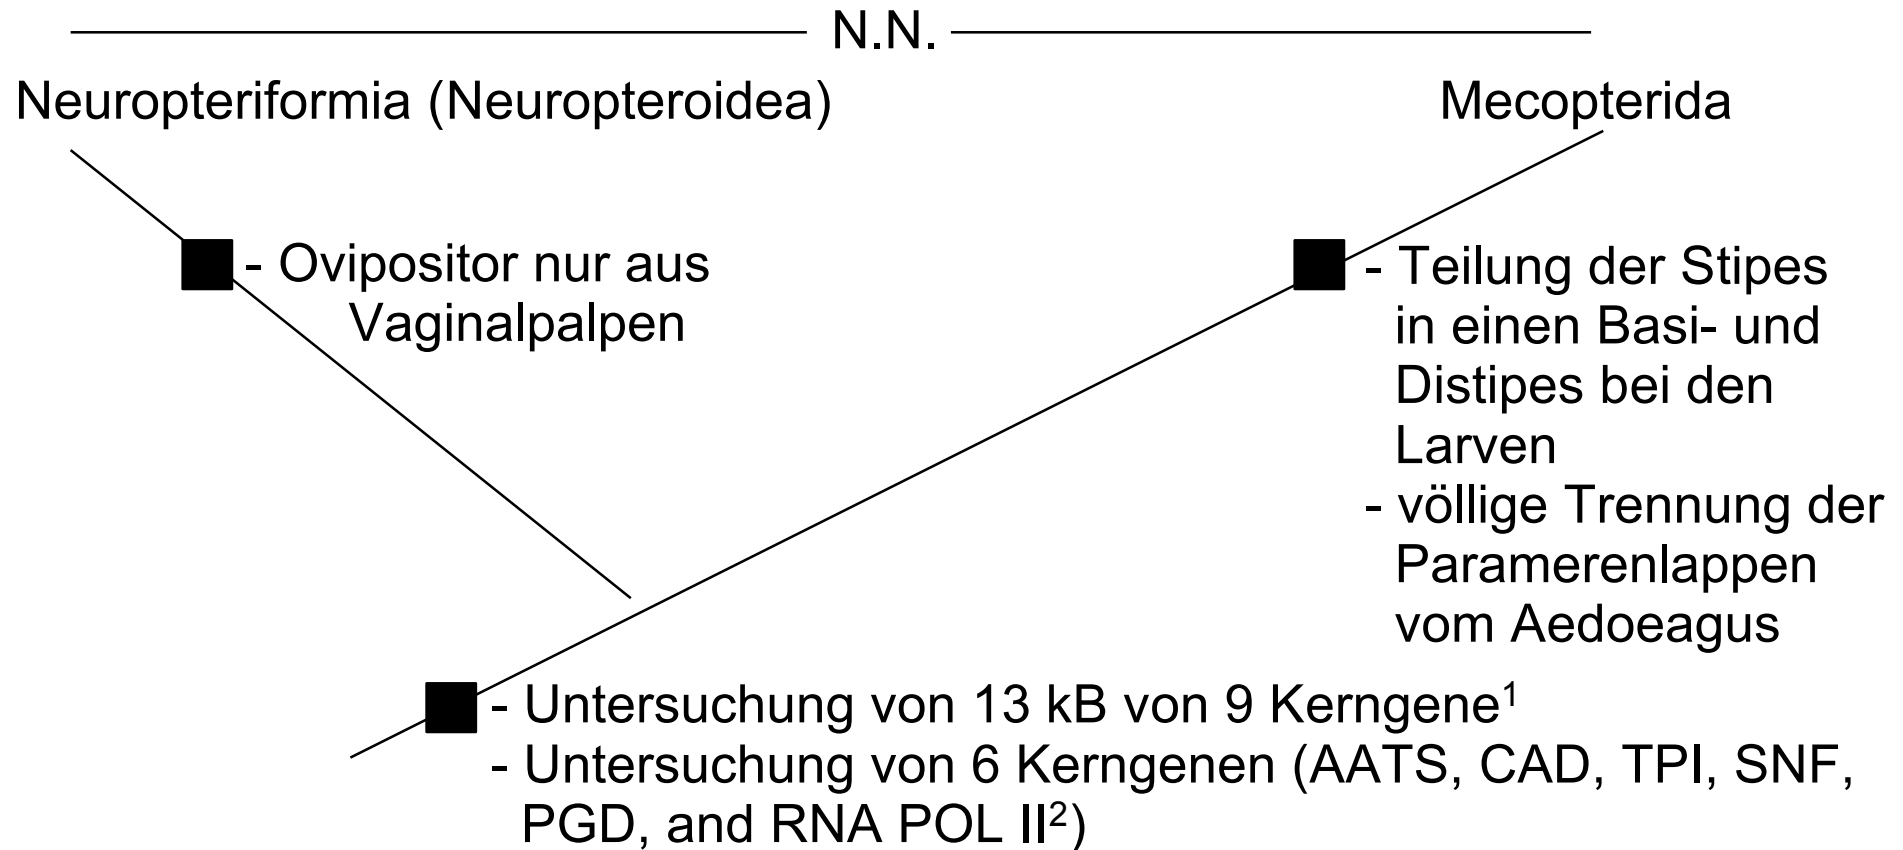 N.N.
Neuropteriformia (Neuropteroidea)
Mecopterida
- Ovipositor nur aus
Vaginalpalpen
- Teilung der Stipes
in einen Basi- und
Distipes bei den
Larven
- völlige Trennung der
Paramerenlappen
vom Aedoeagus
- Untersuchung von 13 kB von 9 Kerngene¹
- Untersuchung von 6 Kerngenen (AATS, CAD, TPI, SNF,
PGD, and RNA POL II²)